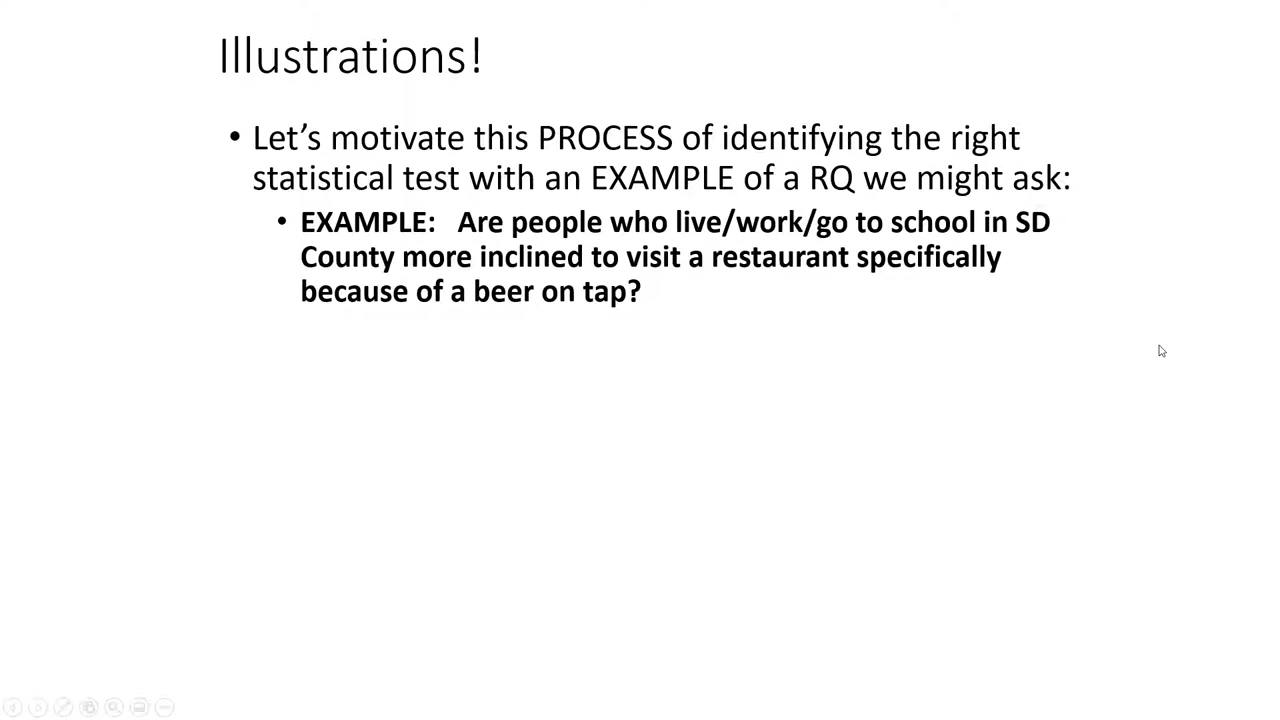 Illustrations!
• Let’s motivate this PROCESS of identifying the right
statistical test with an EXAMPLE of a RQ we might ask:
• EXAMPLE: Are people who live/work/go to school in SD
County more inclined to visit a restaurant specifically
because of a beer on tap?